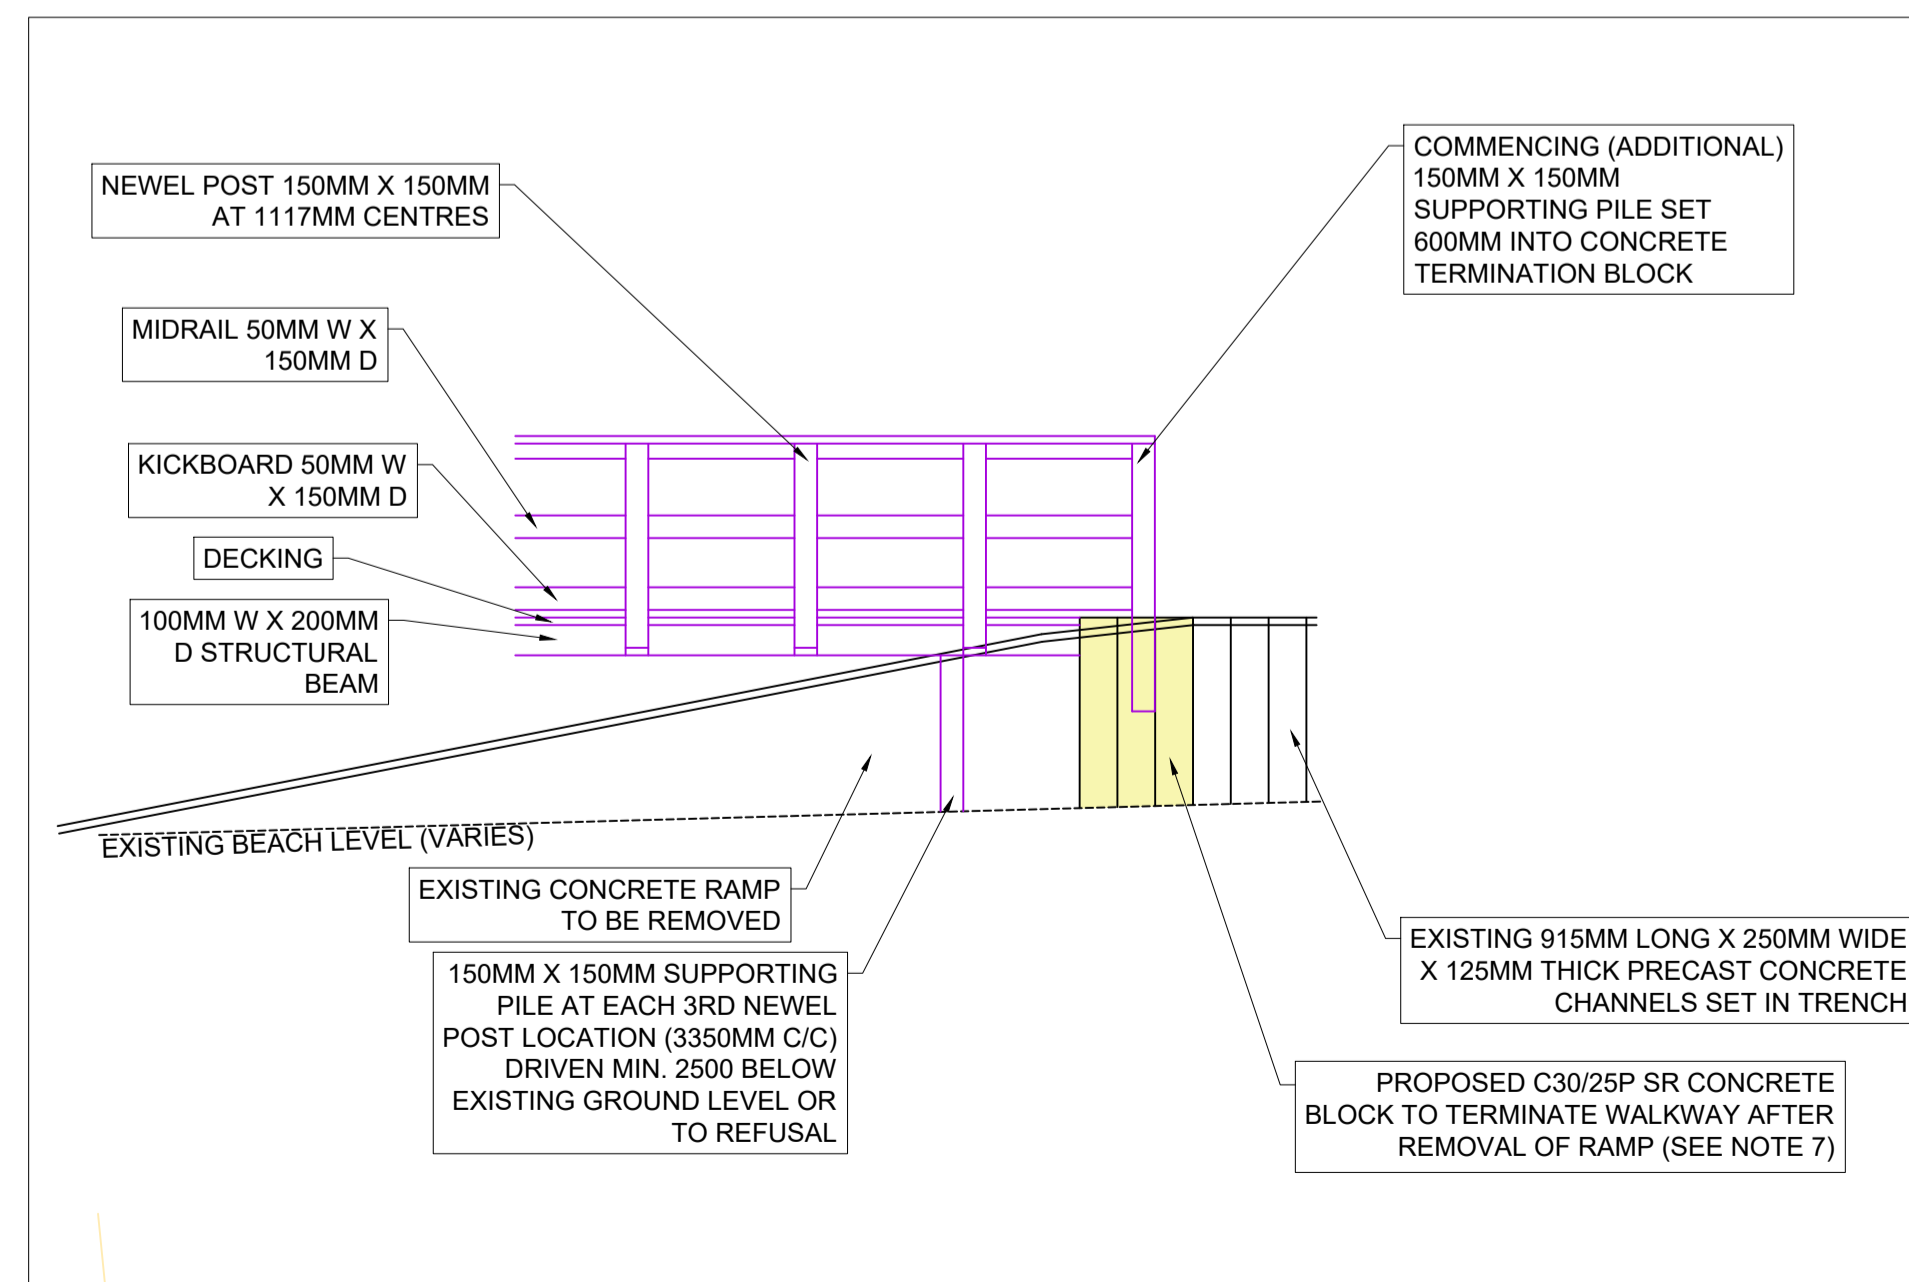 NEWEL POST 150MM X 150MM
AT 1117MM CENTRES
COMMENCING (ADDITIONAL)
150MM X 150MM
SUPPORTING PILE SET
600MM INTO CONCRETE
TERMINATION BLOCK
MIDRAIL 50MM W X
150MM D
KICKBOARD 50MM W
X 150MM D
DECKING
100MM W X 200MM
D STRUCTURAL
BEAM
EXISTING BEACH LEVEL (VARIES)
EXISTING CONCRETE RAMP
TO BE REMOVED
150MM X 150MM SUPPORTING
PILE AT EACH 3RD NEWEL
POST LOCATION (3350MM C/C)
DRIVEN MIN. 2500 BELOW
EXISTING GROUND LEVEL OR
TO REFUSAL
EXISTING 915MM LONG X 250MM WIDE
X 125MM THICK PRECAST CONCRETE
CHANNELS SET IN TRENCH
PROPOSED C30/25P SR CONCRETE
BLOCK TO TERMINATE WALKWAY AFTER
REMOVAL OF RAMP (SEE NOTE 7)